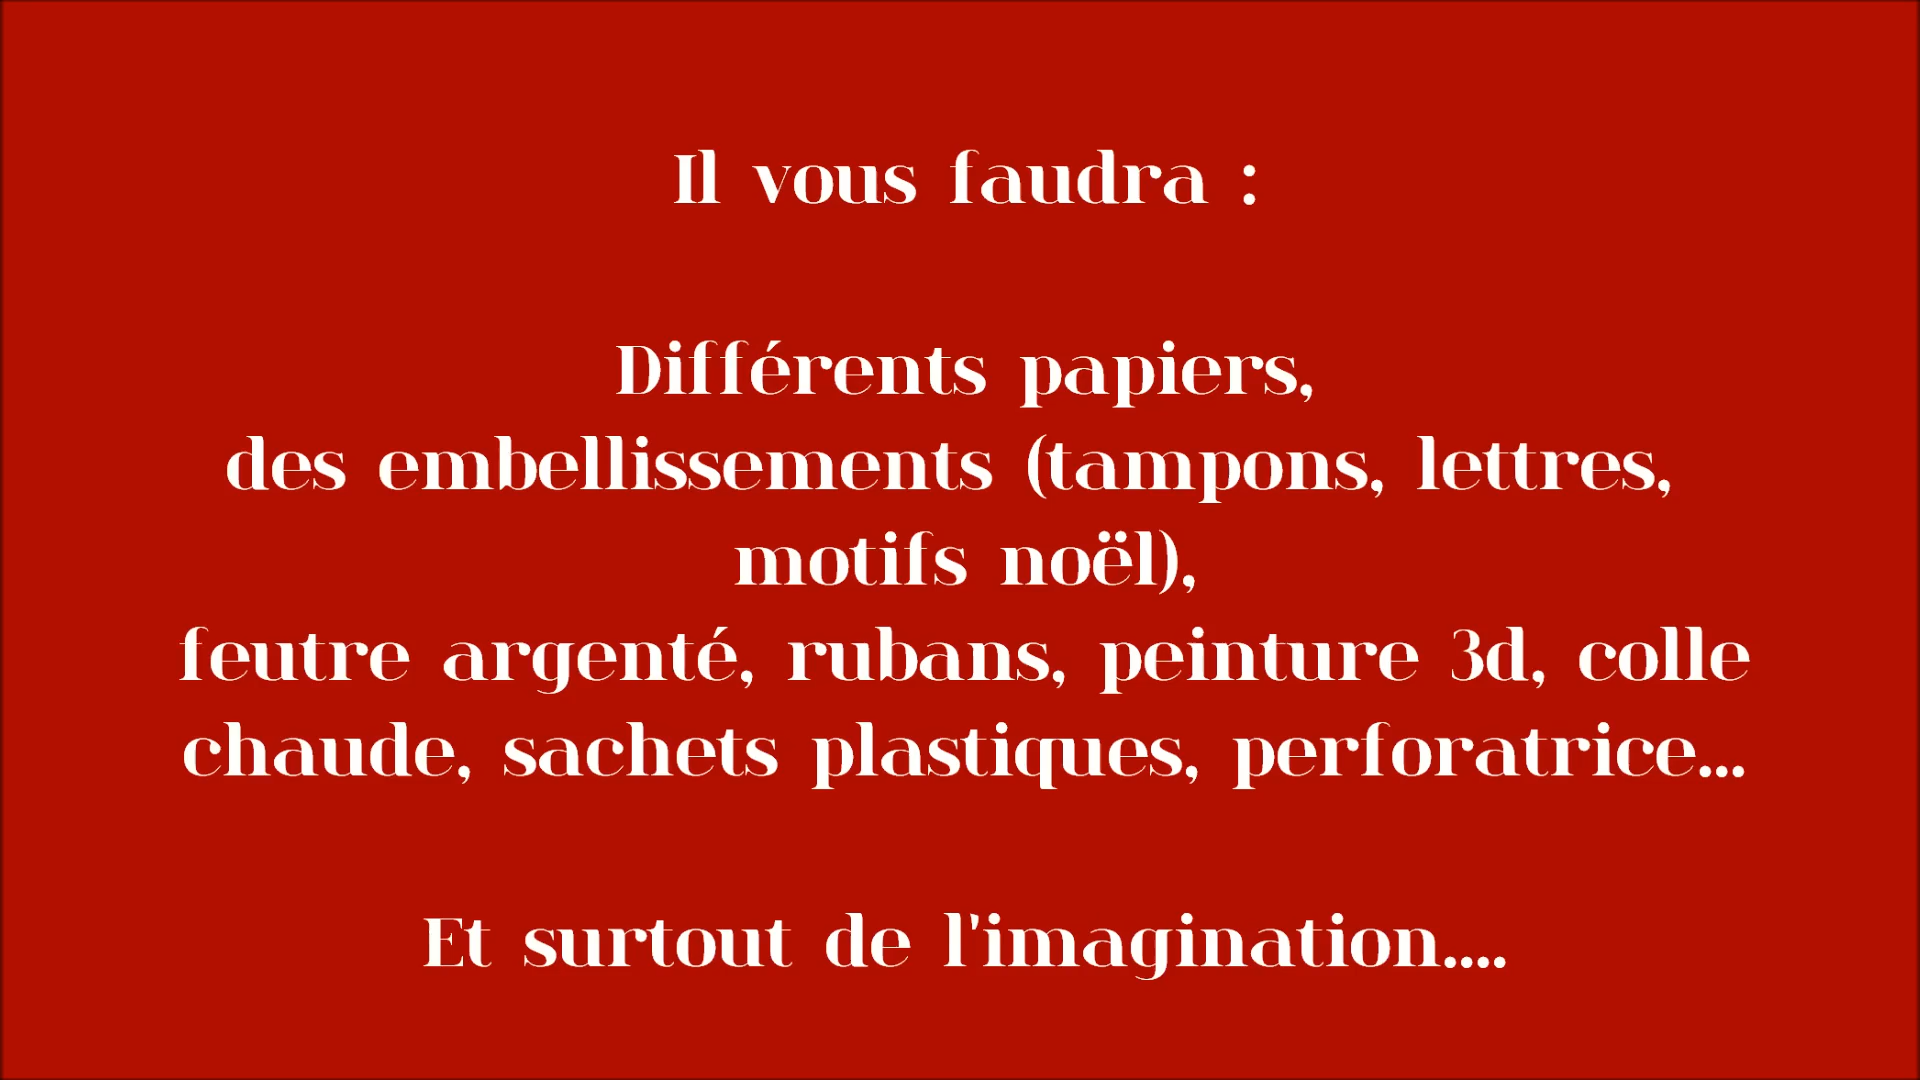 Il vous faudra :
Différents papiers,
des embellissements (tampons, lettres,
motifs noël),
feutre argenté, rubans, peinture 3d, colle
chaude, sachets plastiques, perforatrice...
Et surtout de l'imagination....